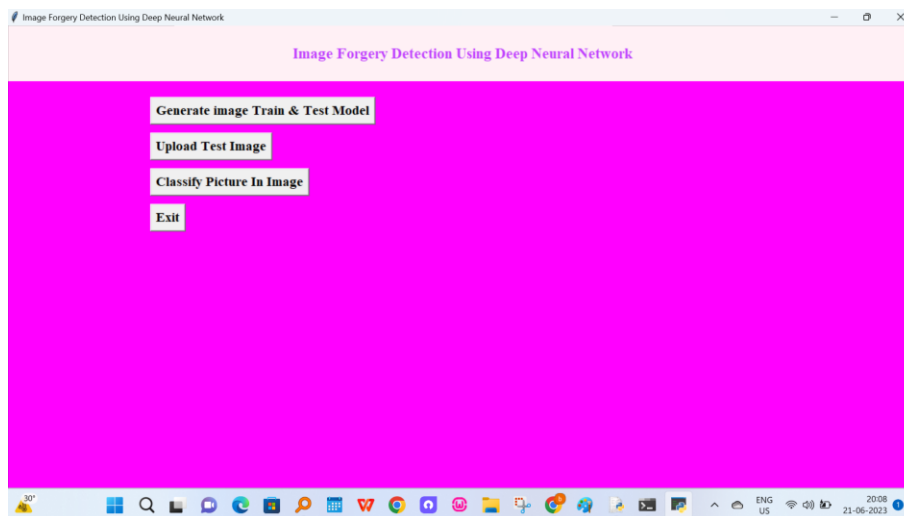 Image Forgery Detection Using Deep Neural Network
Image Forgery Detection Using Deep Neural Network
Generate image Train & Test Model
Upload Test Image
Classify Picture In Image
Exit
30°
ENG
US
20:08
21-06-2023
1